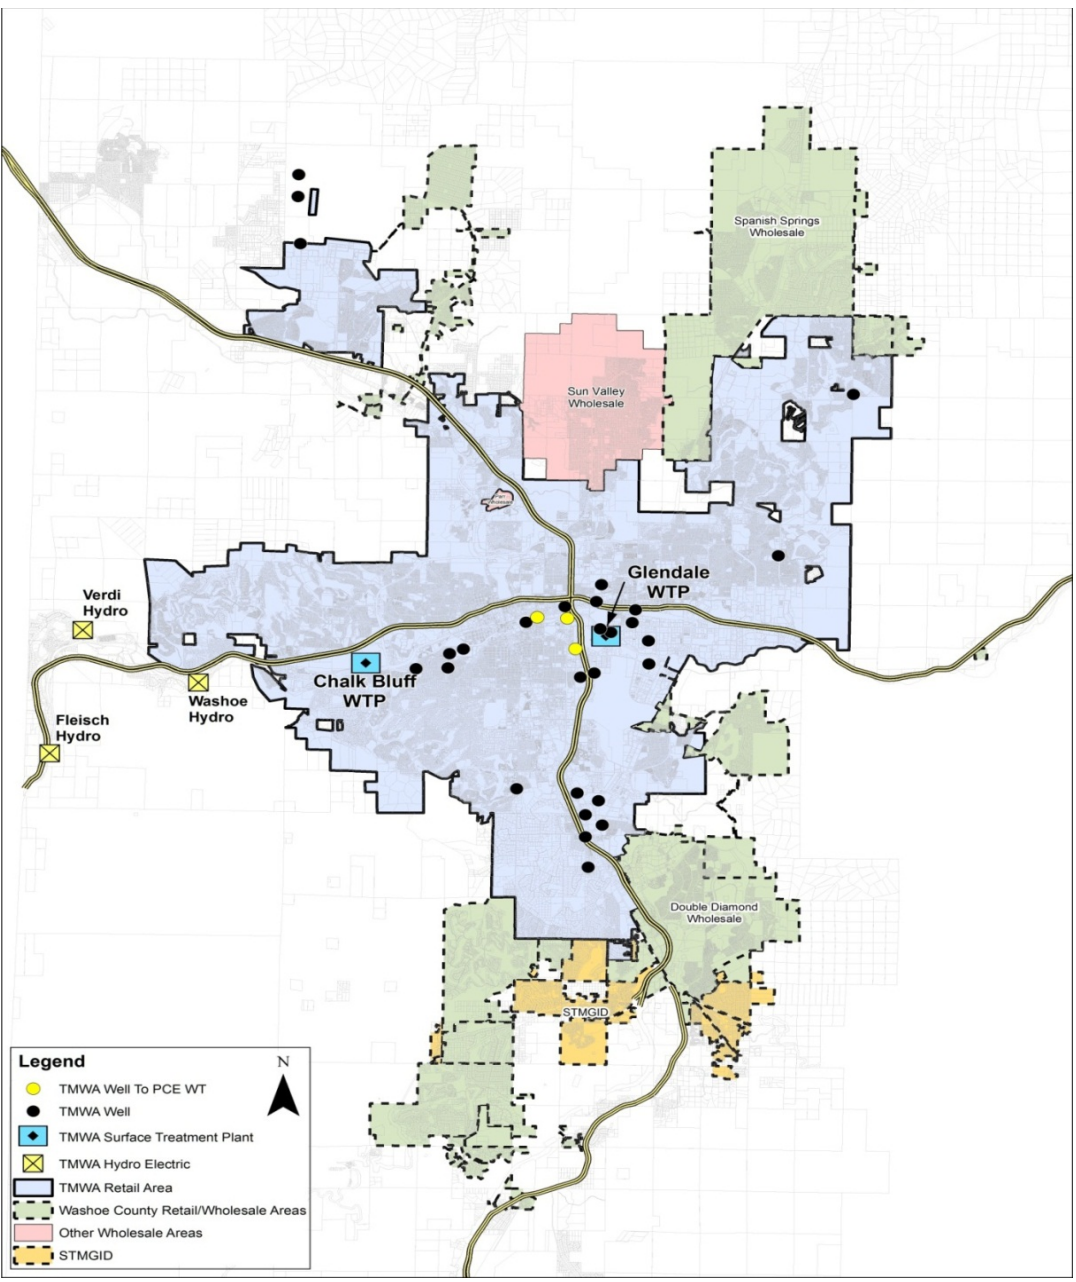 Spanish Springs
Wholesale
Sun Valley
Wholesale
Glendale
WTP
Verdi
Hydro
Chalk Bluff
WTP
Washoe
Hydro
Fleisch
Hydro
Double Diamond
Wholesale
STMGID
Legend
N
TMWA Well To PCE WT
TMWA Well
TMWA Surface Treatment Plant
TMWA Hydro Electric
TMWA Retail Area
Washoe County Retail/Wholesale Areas
Other Wholesale Areas
STMGID